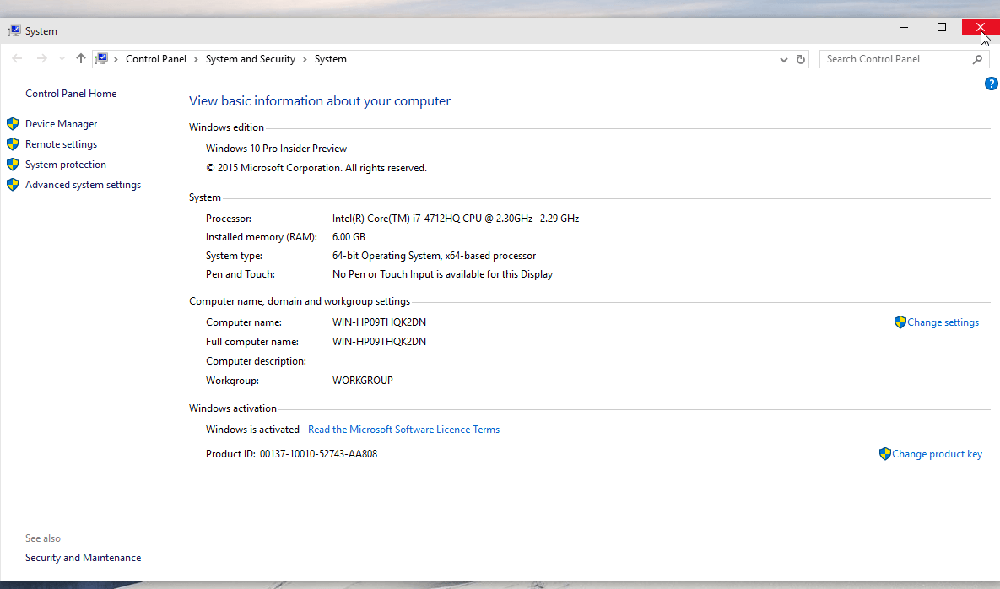 System
Control Panel › System and Security › System
Search Control Panel
?
Control Panel Home
Device Manager
Remote settings
System protection
Advanced system settings
View basic information about your computer
Windows edition
Windows 10 Pro Insider Preview
© 2015 Microsoft Corporation. All rights reserved.
System
Processor: Intel(R) Core(TM) i7-4712HQ CPU @ 2.30GHz 2.29 GHz
Installed memory (RAM): 6.00 GB
System type: 64-bit Operating System, x64-based processor
Pen and Touch: No Pen or Touch Input is available for this Display
Computer name, domain and workgroup settings
Computer name: WIN-HP09THQK2DN Change settings
Full computer name: WIN-HP09THQK2DN
Computer description:
Workgroup: WORKGROUP
Windows activation
Windows is activated Read the Microsoft Software Licence Terms
Product ID: 00137-10010-52743-AA808 Change product key
See also
Security and Maintenance